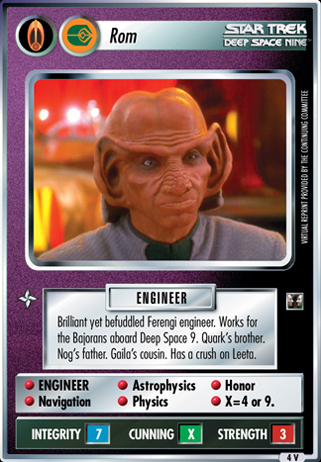 Rom
STAR TREK
DEEP SPACE NINE
VIRTUAL REPRINT PROVIDED BY THE CONTINUING COMMITTEE
ENGINEER
Brilliant yet befuddled Ferengi engineer. Works for
the Bajorans aboard Deep Space 9. Quark's brother.
Nog's father. Gaila's cousin. Has a crush on Leeta.
ENGINEER
Astrophysics
Honor
Navigation
Physics
X=4 or 9.
INTEGRITY 7 CUNNING X STRENGTH 3
4 V